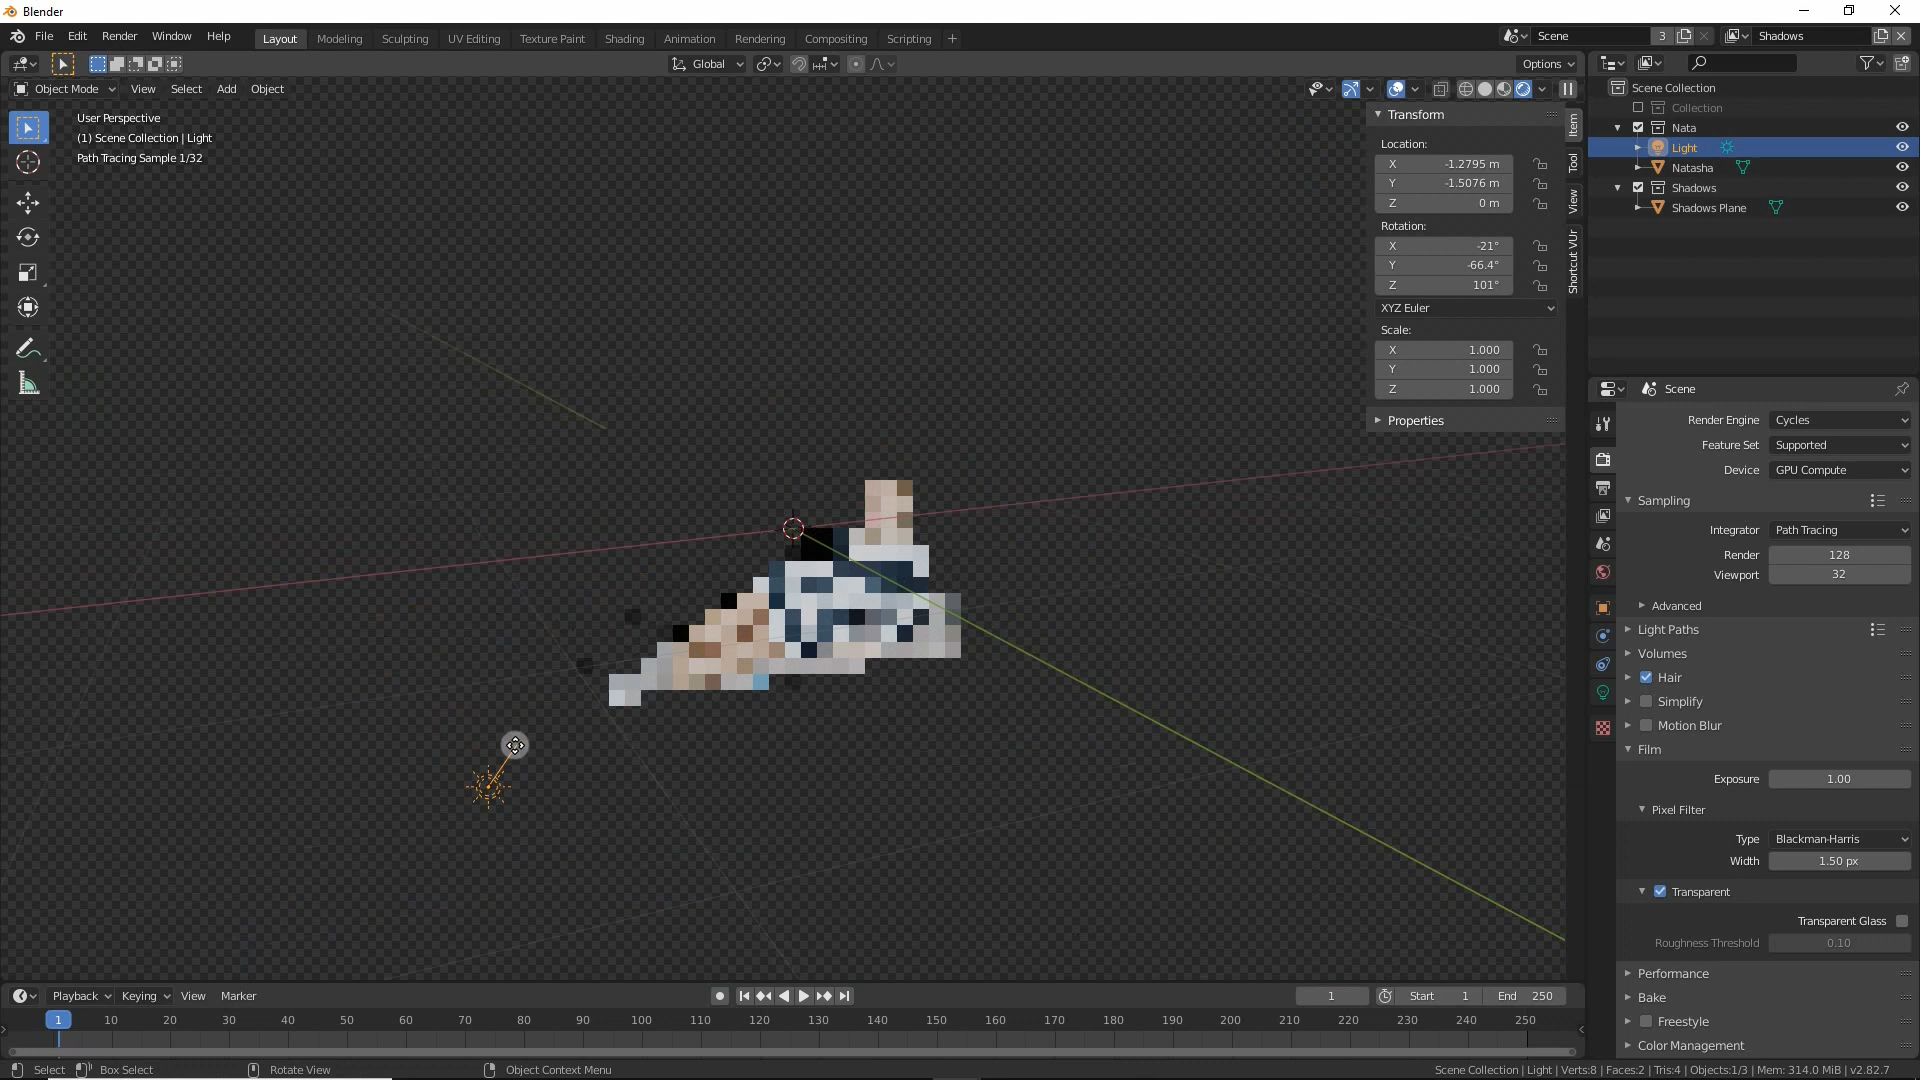 Blender
File Edit Render Window Help
Layout Modeling Sculpting UV Editing Texture Paint Shading Animation Rendering Compositing Scripting +
Scene 3
Shadows
Global
Options
Object Mode View Select Add Object
User Perspective
(1) Scene Collection | Light
Path Tracing Sample 1/32
Transform
Location:
X -1.2795 m
Y -1.5076 m
Z 0 m
Rotation:
X -21°
Y -66.4°
Z 101°
XYZ Euler
Scale:
X 1.000
Y 1.000
Z 1.000
Properties
Item
Tool
View
Shortcut VUr
Scene Collection
Collection
Nata
Light
Natasha
Shadows
Shadows Plane
Scene
Render Engine Cycles
Feature Set Supported
Device GPU Compute
Sampling
Integrator Path Tracing
Render 128
Viewport 32
Advanced
Light Paths
Volumes
Hair
Simplify
Motion Blur
Film
Exposure 1.00
Pixel Filter
Type Blackman-Harris
Width 1.50 px
Transparent
Transparent Glass
Roughness Threshold 0.10
Performance
Bake
Freestyle
Color Management
Playback Keying View Marker
1 Start 1 End 250
1 10 20 30 40 50 60 70 80 90 100 110 120 130 140 150 160 170 180 190 200 210 220 230 240 250
Select Box Select Rotate View Object Context Menu
Scene Collection | Light | Verts:8 | Faces:2 | Tris:4 | Objects:1/3 | Mem: 314.0 MiB | v2.82.7